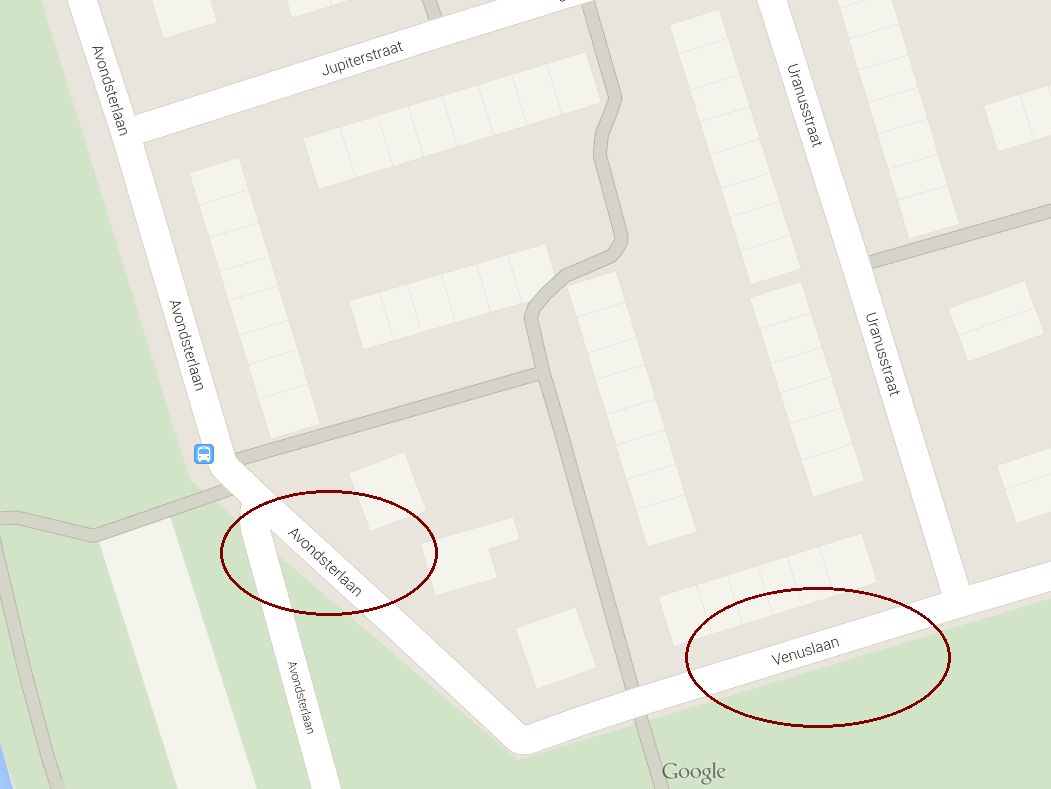 Avondsterlaan
Jupiterstraat
Uranusstraat
Avondsterlaan
Uranusstraat
Avondsterlaan
Avondsterlaan
Venuslaan
Google